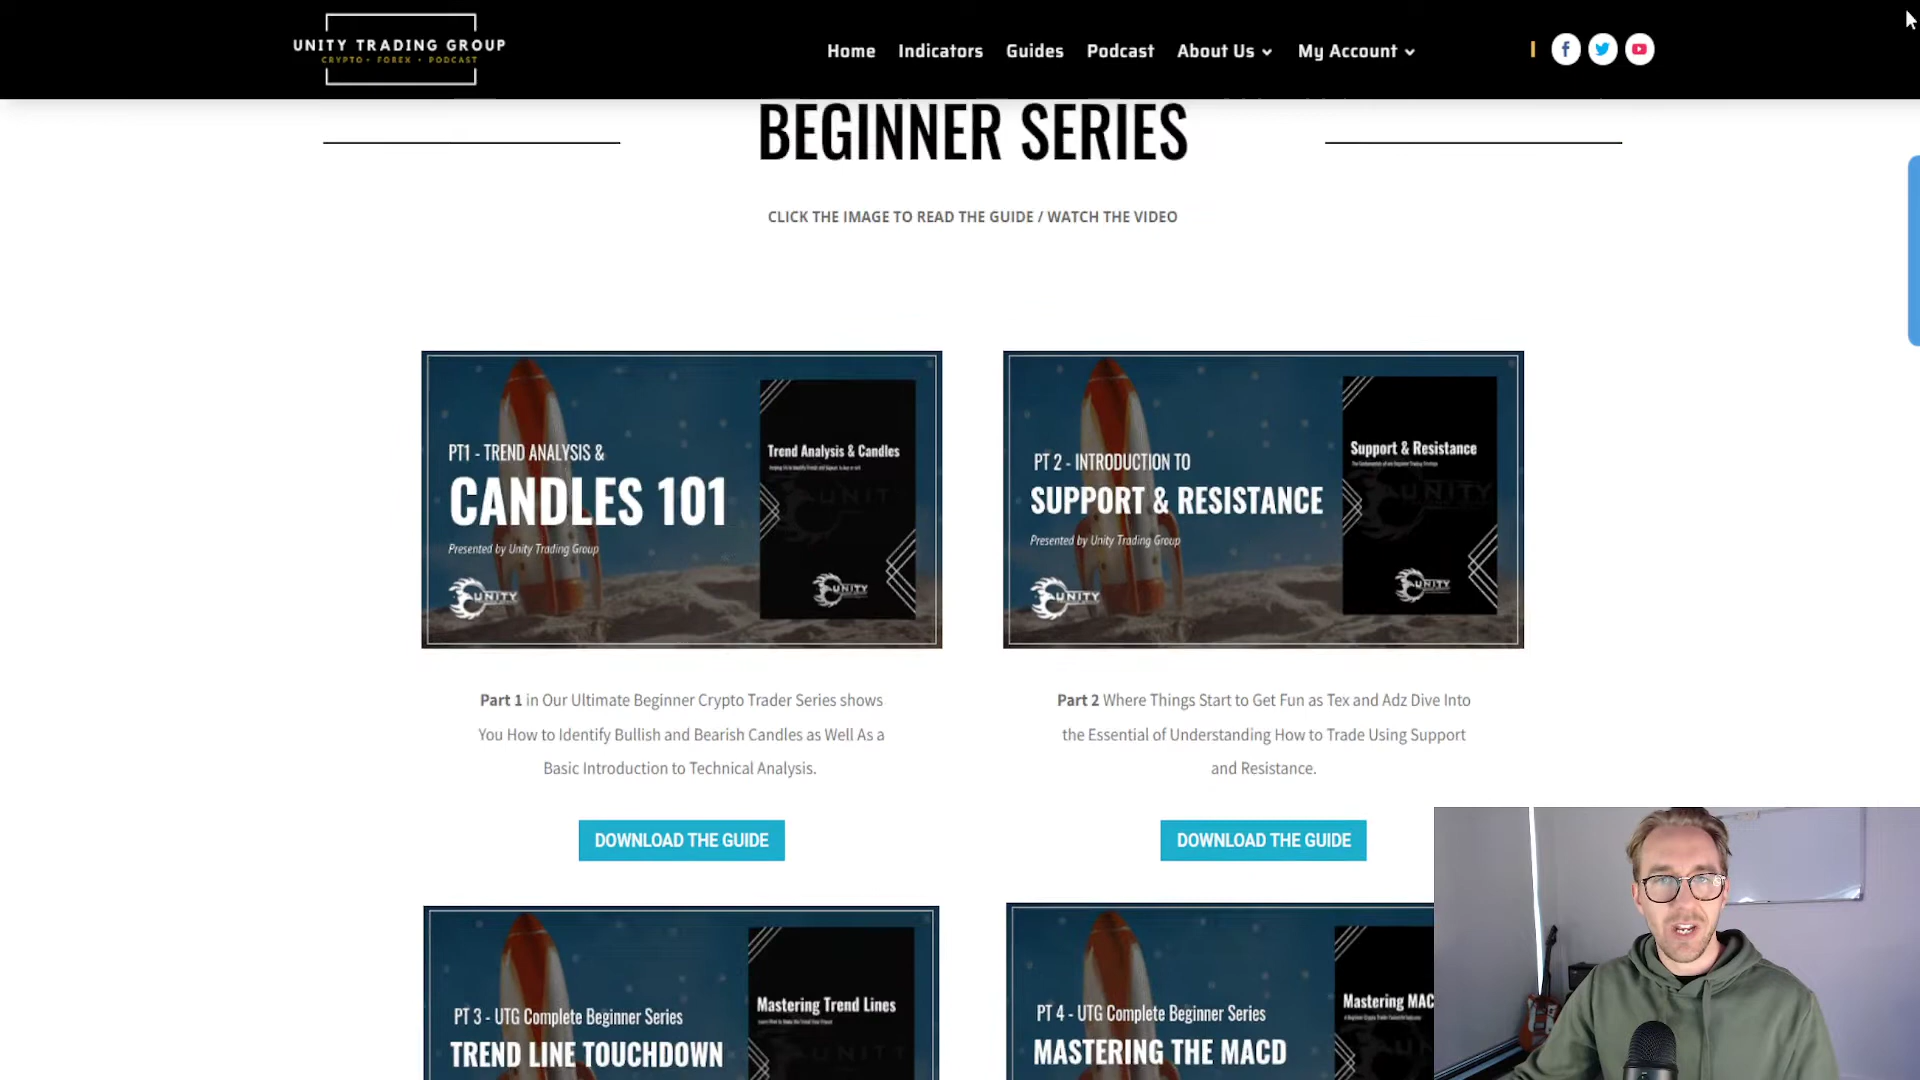 UNITY TRADING GROUP
CRYPTO • FOREX • PODCAST
Home Indicators Guides Podcast About Us My Account
BEGINNER SERIES
CLICK THE IMAGE TO READ THE GUIDE / WATCH THE VIDEO
PT1 - TREND ANALYSIS &
CANDLES 101
Presented by Unity Trading Group
UNITY
Trend Analysis & Candles
UNITY
PT 2 - INTRODUCTION TO
SUPPORT & RESISTANCE
Presented by Unity Trading Group
UNITY
Support & Resistance
UNITY
UNITY
Part 1 in Our Ultimate Beginner Crypto Trader Series shows
You How to Identify Bullish and Bearish Candles as Well As a
Basic Introduction to Technical Analysis.
DOWNLOAD THE GUIDE
Part 2 Where Things Start to Get Fun as Tex and Adz Dive Into
the Essential of Understanding How to Trade Using Support
and Resistance.
DOWNLOAD THE GUIDE
PT 3 - UTG Complete Beginner Series
TREND LINE TOUCHDOWN
Mastering Trend Lines
PT 4 - UTG Complete Beginner Series
MASTERING THE MACD
Mastering MAC